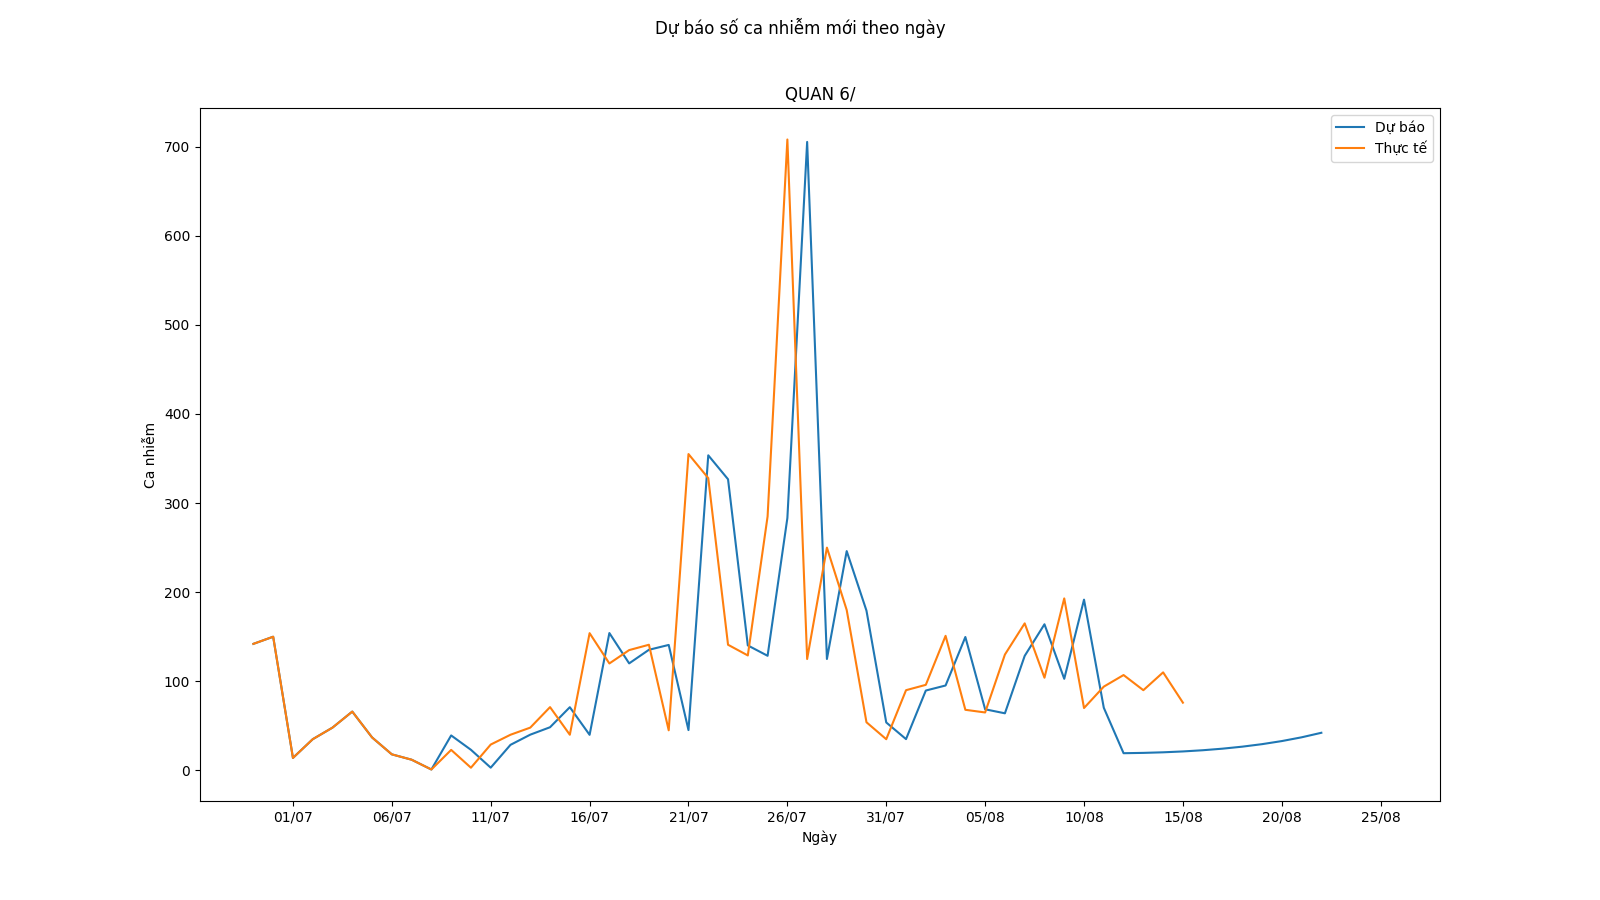 Dự báo số ca nhiễm mới theo ngày
QUAN 6/
Dự báo
Thực tế
700
600
500
400
300
200
100
0
Ca nhiễm
01/07 06/07 11/07 16/07 21/07 26/07 31/07 05/08 10/08 15/08 20/08 25/08
Ngày